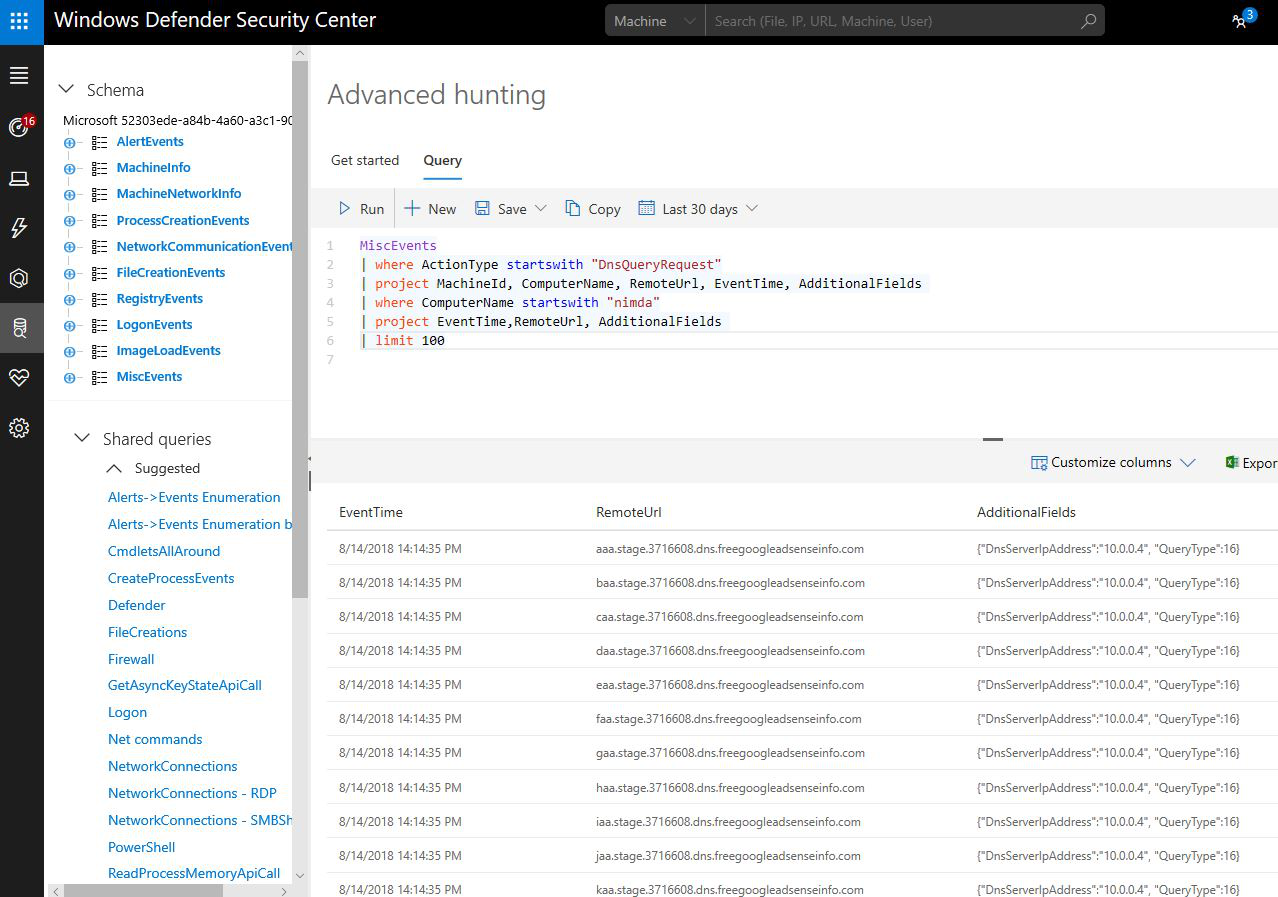 Windows Defender Security Center
Machine
Search (File, IP, URL, Machine, User)
3
16
Schema
Microsoft 52303ede-a84b-4a60-a3c1-90
AlertEvents
MachineInfo
MachineNetworkInfo
ProcessCreationEvents
NetworkCommunicationEvent
FileCreationEvents
RegistryEvents
LogonEvents
ImageLoadEvents
MiscEvents
Shared queries
Suggested
Alerts->Events Enumeration
Alerts->Events Enumeration b
CmdletsAllAround
CreateProcessEvents
Defender
FileCreations
Firewall
GetAsyncKeyStateApiCall
Logon
Net commands
NetworkConnections
NetworkConnections - RDP
NetworkConnections - SMBSh
PowerShell
ReadProcessMemoryApiCall
Advanced hunting
Get started Query
Run New Save Copy Last 30 days
1 MiscEvents
2 | where ActionType startswith "DnsQueryRequest"
3 | project MachineId, ComputerName, RemoteUrl, EventTime, AdditionalFields
4 | where ComputerName startswith "nimda"
5 | project EventTime,RemoteUrl, AdditionalFields
6 | limit 100
7
Customize columns Expor
EventTime RemoteUrl AdditionalFields
8/14/2018 14:14:35 PM aaa.stage.3716608.dns.freegoogleadsenseinfo.com {"DnsServerIpAddress":"10.0.0.4", "QueryType":16}
8/14/2018 14:14:35 PM baa.stage.3716608.dns.freegoogleadsenseinfo.com {"DnsServerIpAddress":"10.0.0.4", "QueryType":16}
8/14/2018 14:14:35 PM caa.stage.3716608.dns.freegoogleadsenseinfo.com {"DnsServerIpAddress":"10.0.0.4", "QueryType":16}
8/14/2018 14:14:35 PM daa.stage.3716608.dns.freegoogleadsenseinfo.com {"DnsServerIpAddress":"10.0.0.4", "QueryType":16}
8/14/2018 14:14:35 PM eaa.stage.3716608.dns.freegoogleadsenseinfo.com {"DnsServerIpAddress":"10.0.0.4", "QueryType":16}
8/14/2018 14:14:35 PM faa.stage.3716608.dns.freegoogleadsenseinfo.com {"DnsServerIpAddress":"10.0.0.4", "QueryType":16}
8/14/2018 14:14:35 PM gaa.stage.3716608.dns.freegoogleadsenseinfo.com {"DnsServerIpAddress":"10.0.0.4", "QueryType":16}
8/14/2018 14:14:35 PM haa.stage.3716608.dns.freegoogleadsenseinfo.com {"DnsServerIpAddress":"10.0.0.4", "QueryType":16}
8/14/2018 14:14:35 PM iaa.stage.3716608.dns.freegoogleadsenseinfo.com {"DnsServerIpAddress":"10.0.0.4", "QueryType":16}
8/14/2018 14:14:35 PM jaa.stage.3716608.dns.freegoogleadsenseinfo.com {"DnsServerIpAddress":"10.0.0.4", "QueryType":16}
8/14/2018 14:14:35 PM kaa.stage.3716608.dns.freegoogleadsenseinfo.com {"DnsServerIpAddress":"10.0.0.4", "QueryType":16}